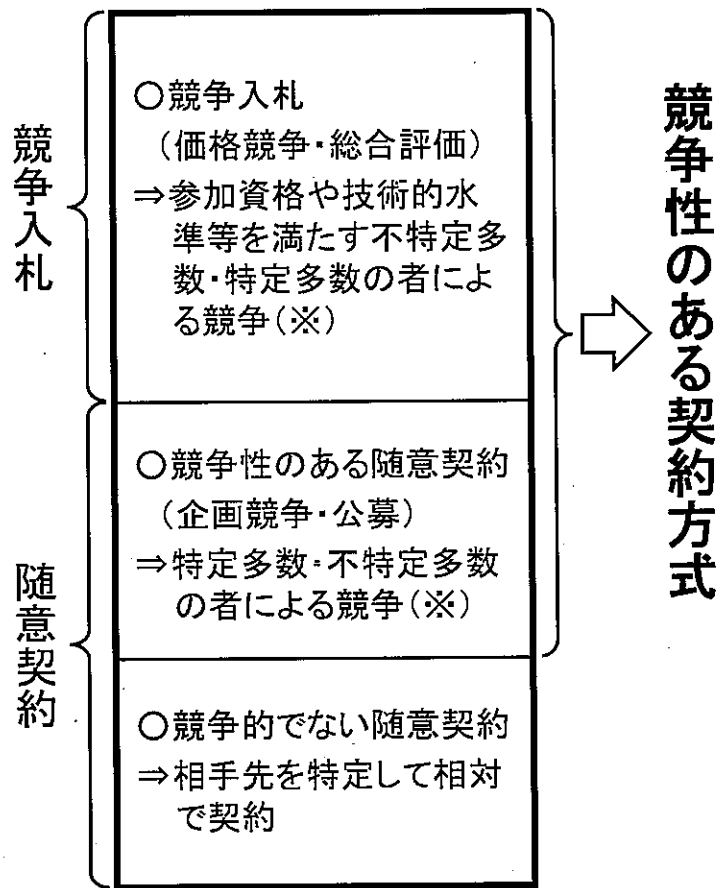 競争入札
○競争入札
(価格競争・総合評価)
⇒参加資格や技術的水
準等を満たす不特定多
数・特定多数の者によ
る競争(※)
随意契約
○競争性のある随意契約
(企画競争・公募)
⇒特定多数・不特定多数
の者による競争(※)
○競争的でない随意契約
⇒相手先を特定して相対
で契約
競争性のある契約方式